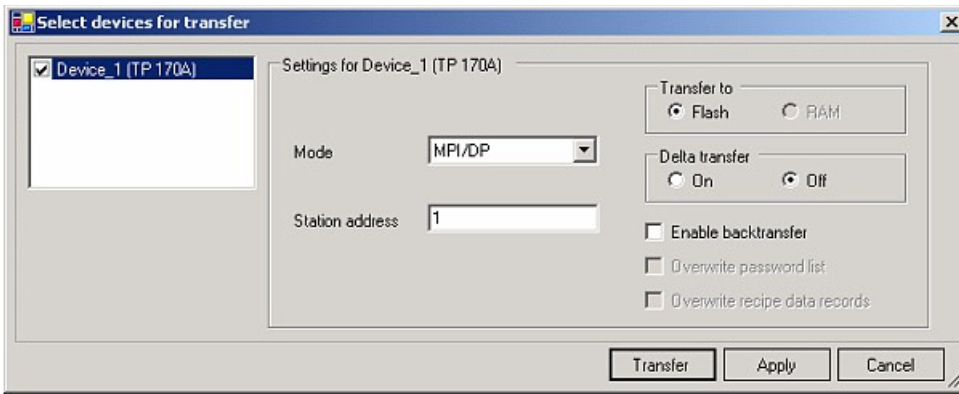 Select devices for transfer
Device_1 (TP 170A)
Settings for Device_1 (TP 170A)
Mode
MPI/DP
Station address
1
Transfer to
Flash
RAM
Delta transfer
On
Off
Enable backtransfer
Overwrite password list
Overwrite recipe data records
Transfer
Apply
Cancel